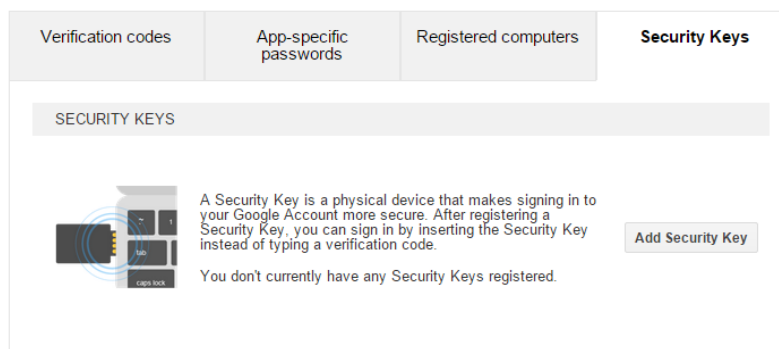 Verification codes
App-specific
passwords
Registered computers
Security Keys
SECURITY KEYS
A Security Key is a physical device that makes signing in to
your Google Account more secure. After registering a
Security Key, you can sign in by inserting the Security Key
instead of typing a verification code.
You don't currently have any Security Keys registered.
Add Security Key
~
1
tab
caps lock